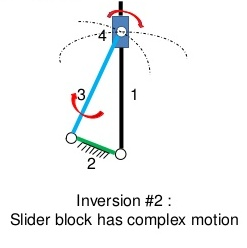 4
3
1
2
Inversion #2 :
Slider block has complex motion